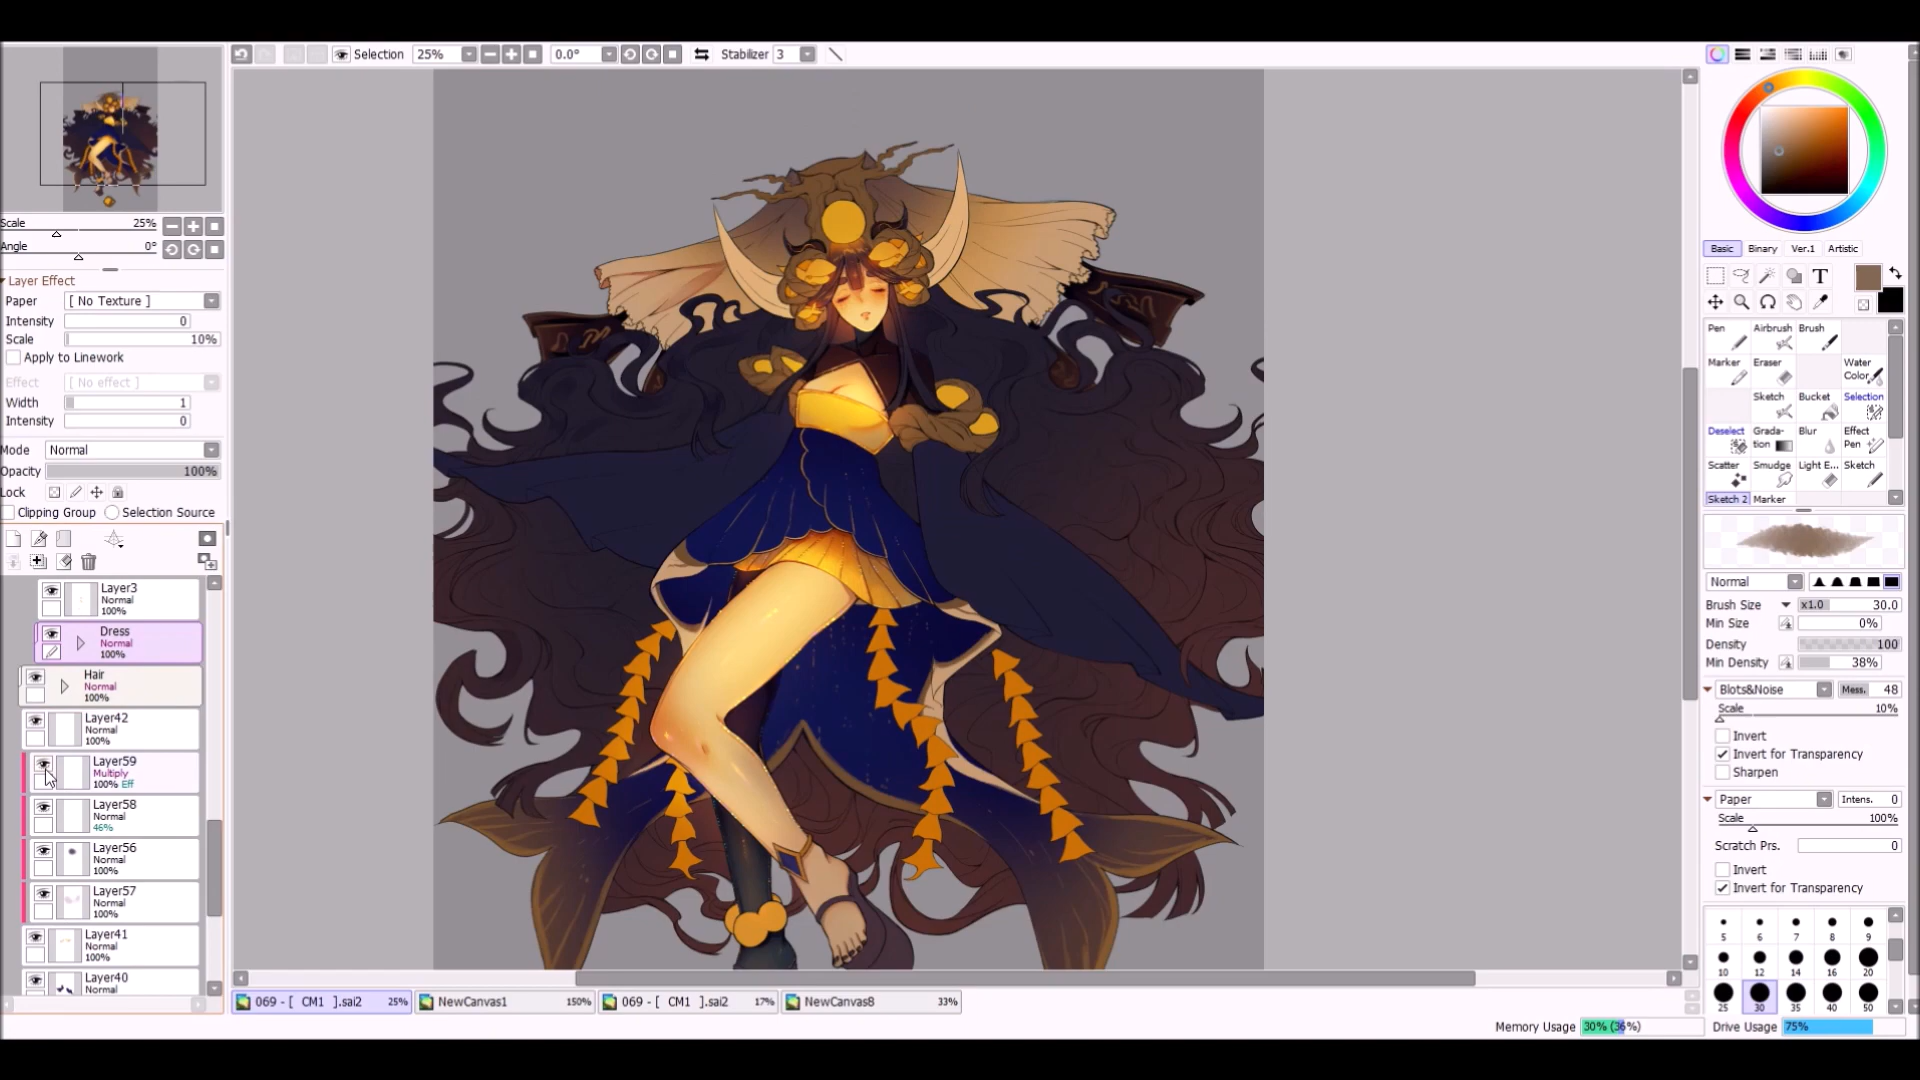 Selection 25% 0.0° Stabilizer 3
Scale 25%
Angle 0°
Layer Effect
Paper [ No Texture ]
Intensity 0
Scale 10%
Apply to Linework
Effect [ No effect ]
Width 1
Intensity 0
Mode Normal
Opacity 100%
Lock
Clipping Group Selection Source
Layer3
Normal
100%
Dress
Normal
100%
Hair
Normal
100%
Layer42
Normal
100%
Layer59
Multiply
100% Eff
Layer58
Normal
46%
Layer56
Normal
100%
Layer57
Normal
100%
Layer41
Normal
100%
Layer40
Normal
069 - [ CM1 ].sai2 25% NewCanvas1 150% 069 - [ CM1 ].sai2 17% NewCanvas8 33%
Memory Usage 30% (36%) Drive Usage 75%
Basic Binary Ver.1 Artistic
T
Pen Airbrush Brush
Marker Eraser Water Color
Sketch Bucket Selection
Deselect Grada-tion Blur Effect Pen
Scatter Smudge Light E... Sketch
Sketch 2 Marker
Normal
Brush Size x1.0 30.0
Min Size 0%
Density 100
Min Density 38%
Blots&Noise Mess. 48
Scale 10%
Invert
Invert for Transparency
Sharpen
Paper Intens. 0
Scale 100%
Scratch Prs. 0
Invert
Invert for Transparency
5 6 7 8 9
10 12 14 16 20
25 30 35 40 50